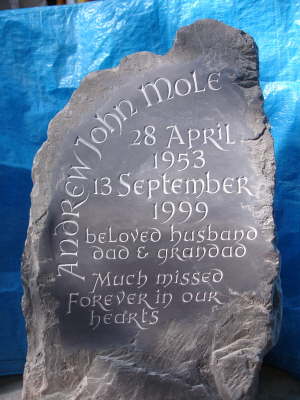 Andrew John Mole
28 April
1953
13 September
1999
beloved husband
dad & grandad
Much missed
Forever in our
hearts